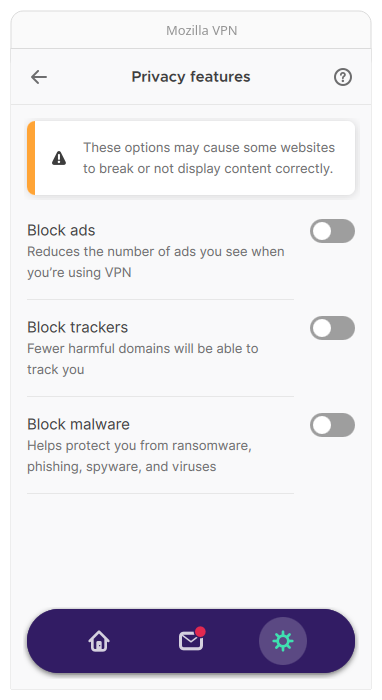 Mozilla VPN
Privacy features
These options may cause some websites
to break or not display content correctly.
Block ads
Reduces the number of ads you see when
you're using VPN
Block trackers
Fewer harmful domains will be able to
track you
Block malware
Helps protect you from ransomware,
phishing, spyware, and viruses